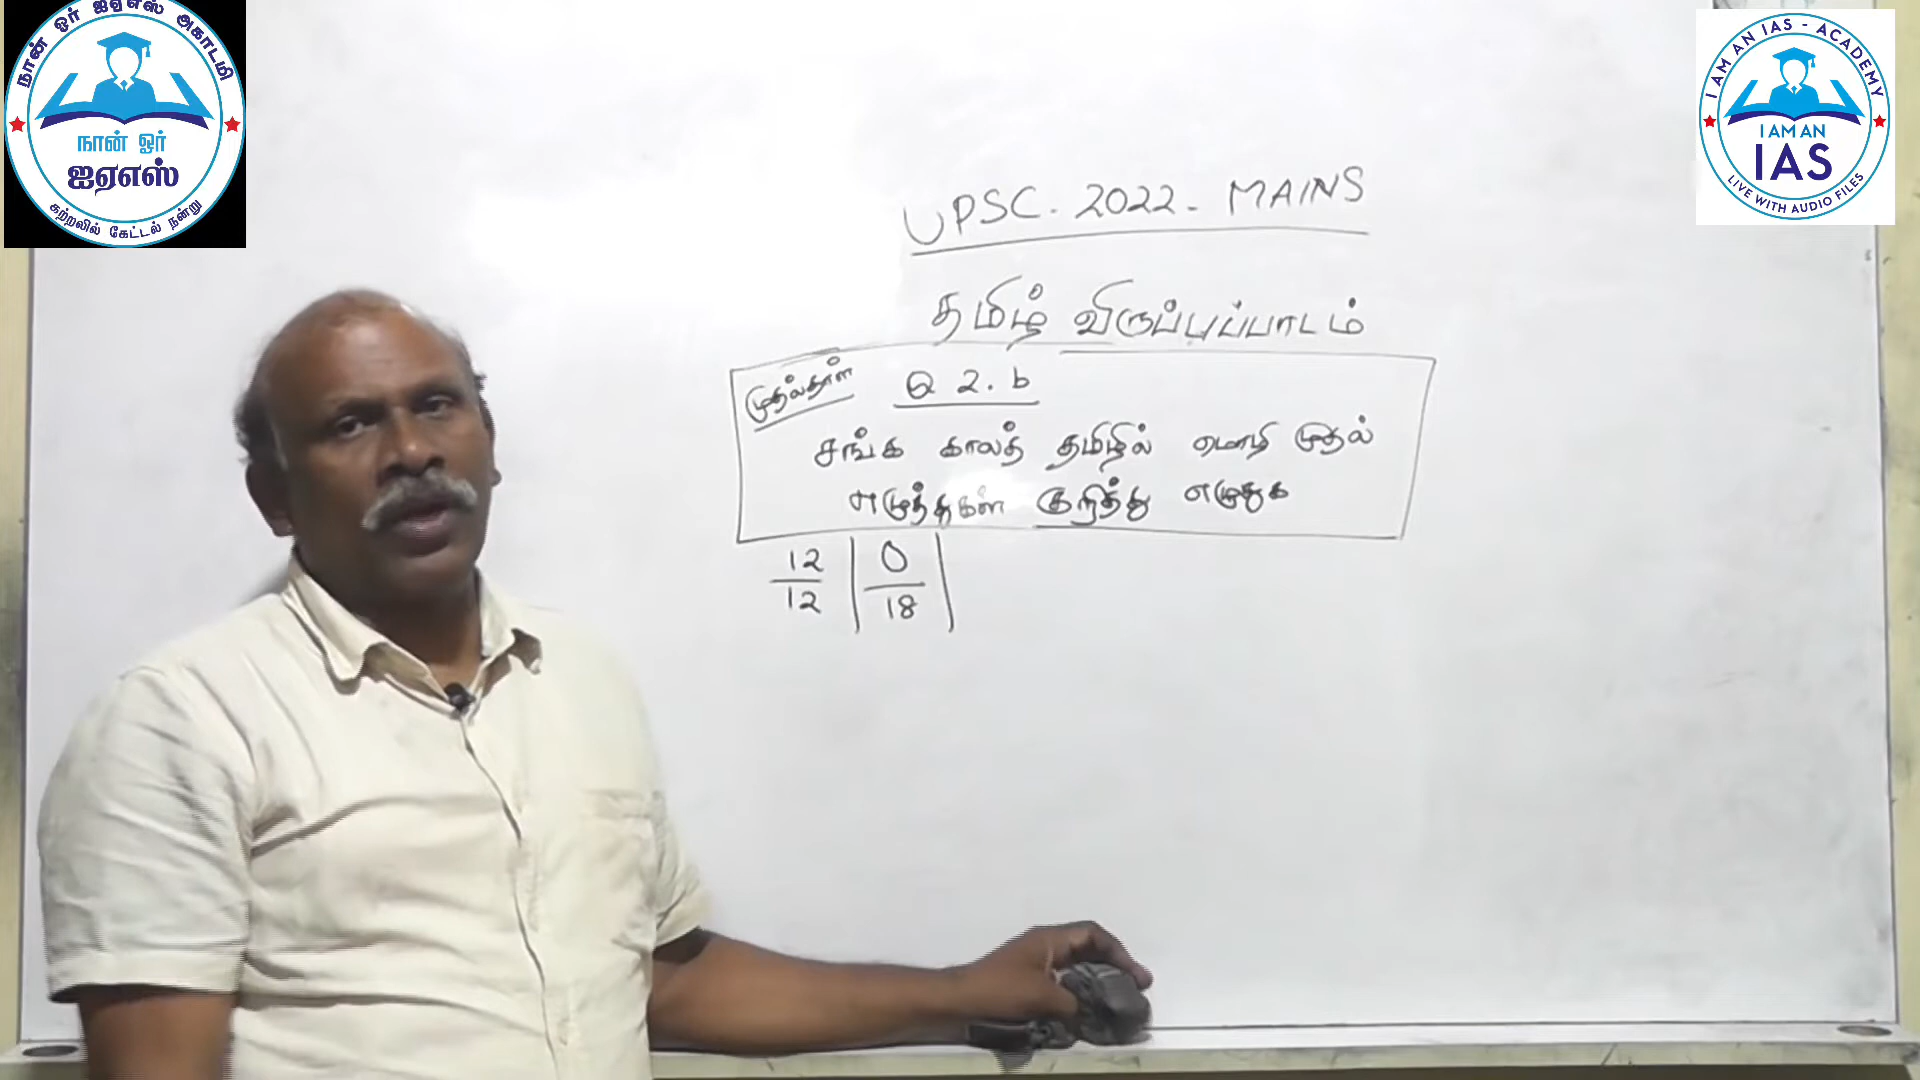 நான் ஓர் ஐஏஎஸ் அகாடமி
நான் ஓர்
ஐஏஎஸ்
கற்றலில் கேட்டல் நன்று
I AM AN IAS - ACADEMY
I AM AN
IAS
LIVE WITH AUDIO FILES
UPSC. 2022. MAINS
தமிழ் விருப்பப்பாடம்
முதல்தாள் Q 2. b
சங்க காலத் தமிழில் மொழி முதல்
எழுத்துகள் குறித்து எழுதுக
12 0
12 18